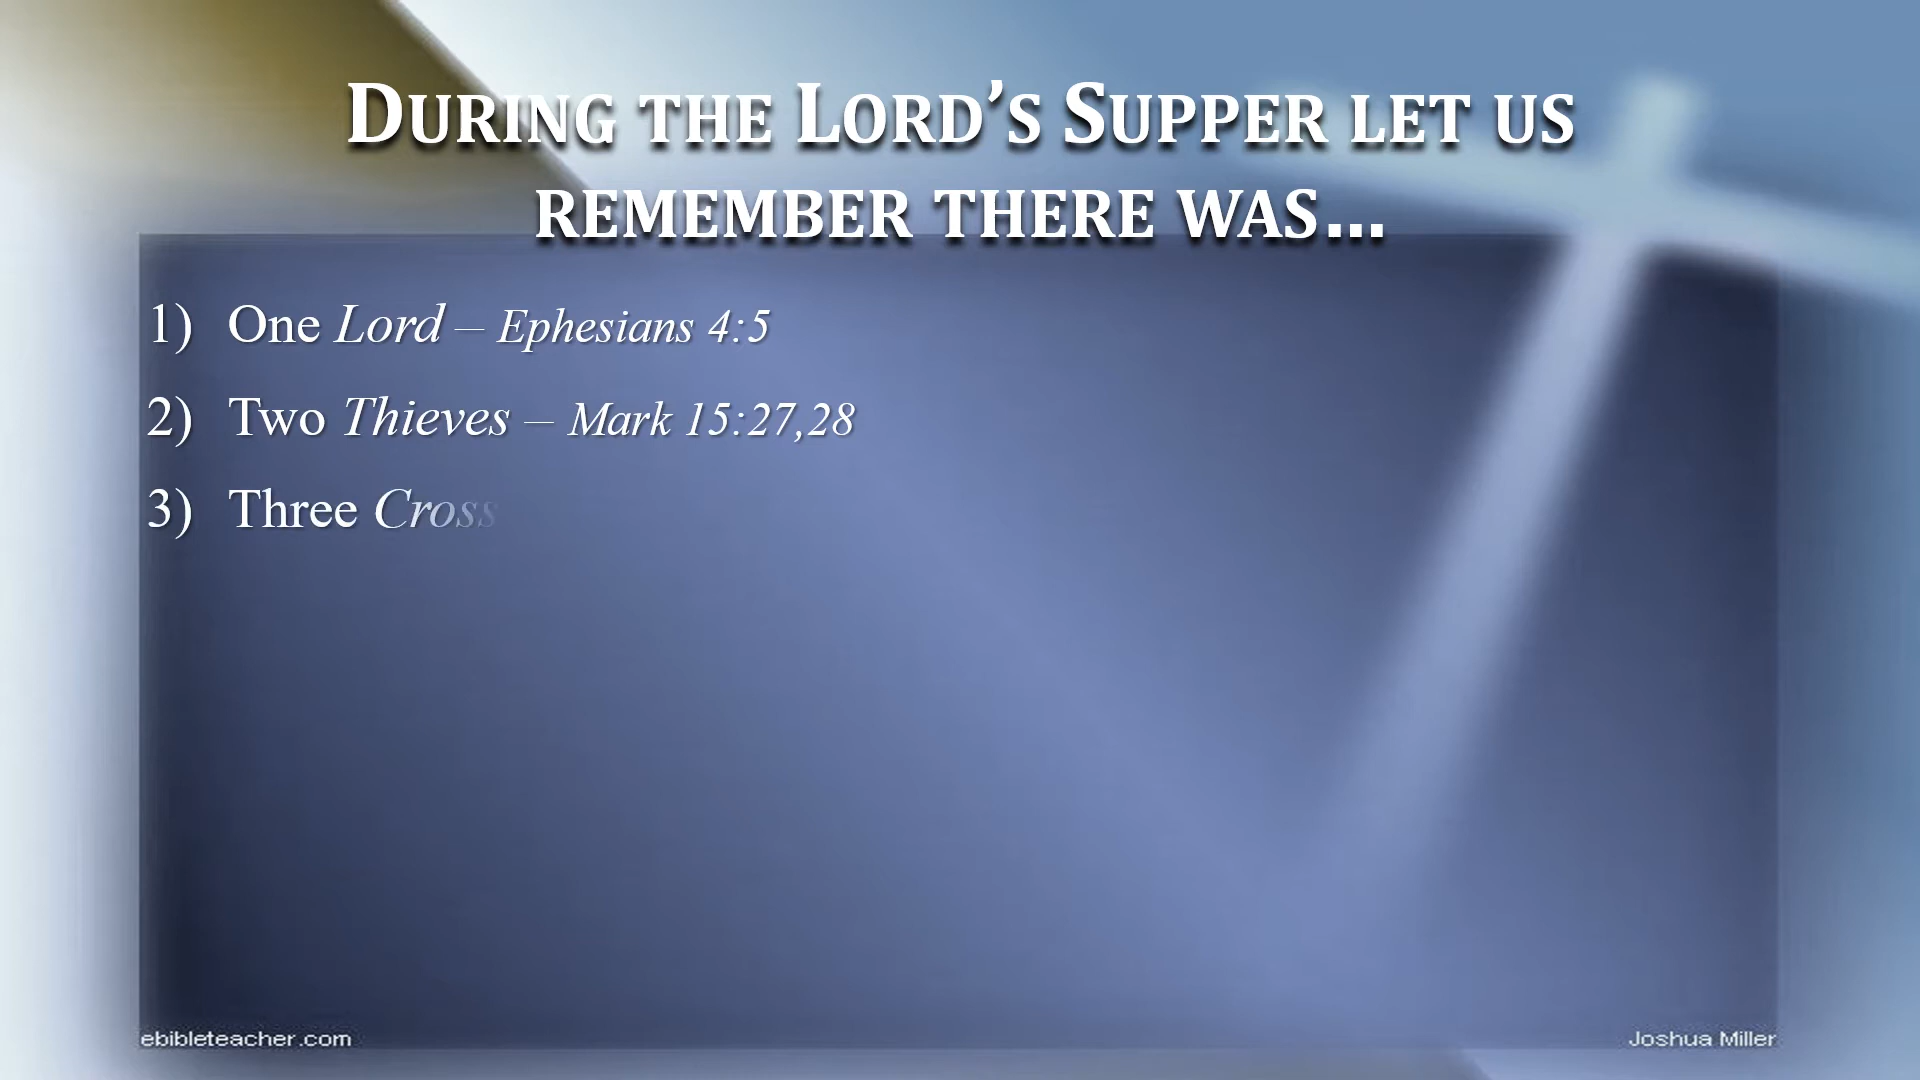 During the Lord’s Supper let us
remember there was...
1) One Lord – Ephesians 4:5
2) Two Thieves – Mark 15:27,28
3) Three Cross
ebibleteacher.com
Joshua Miller